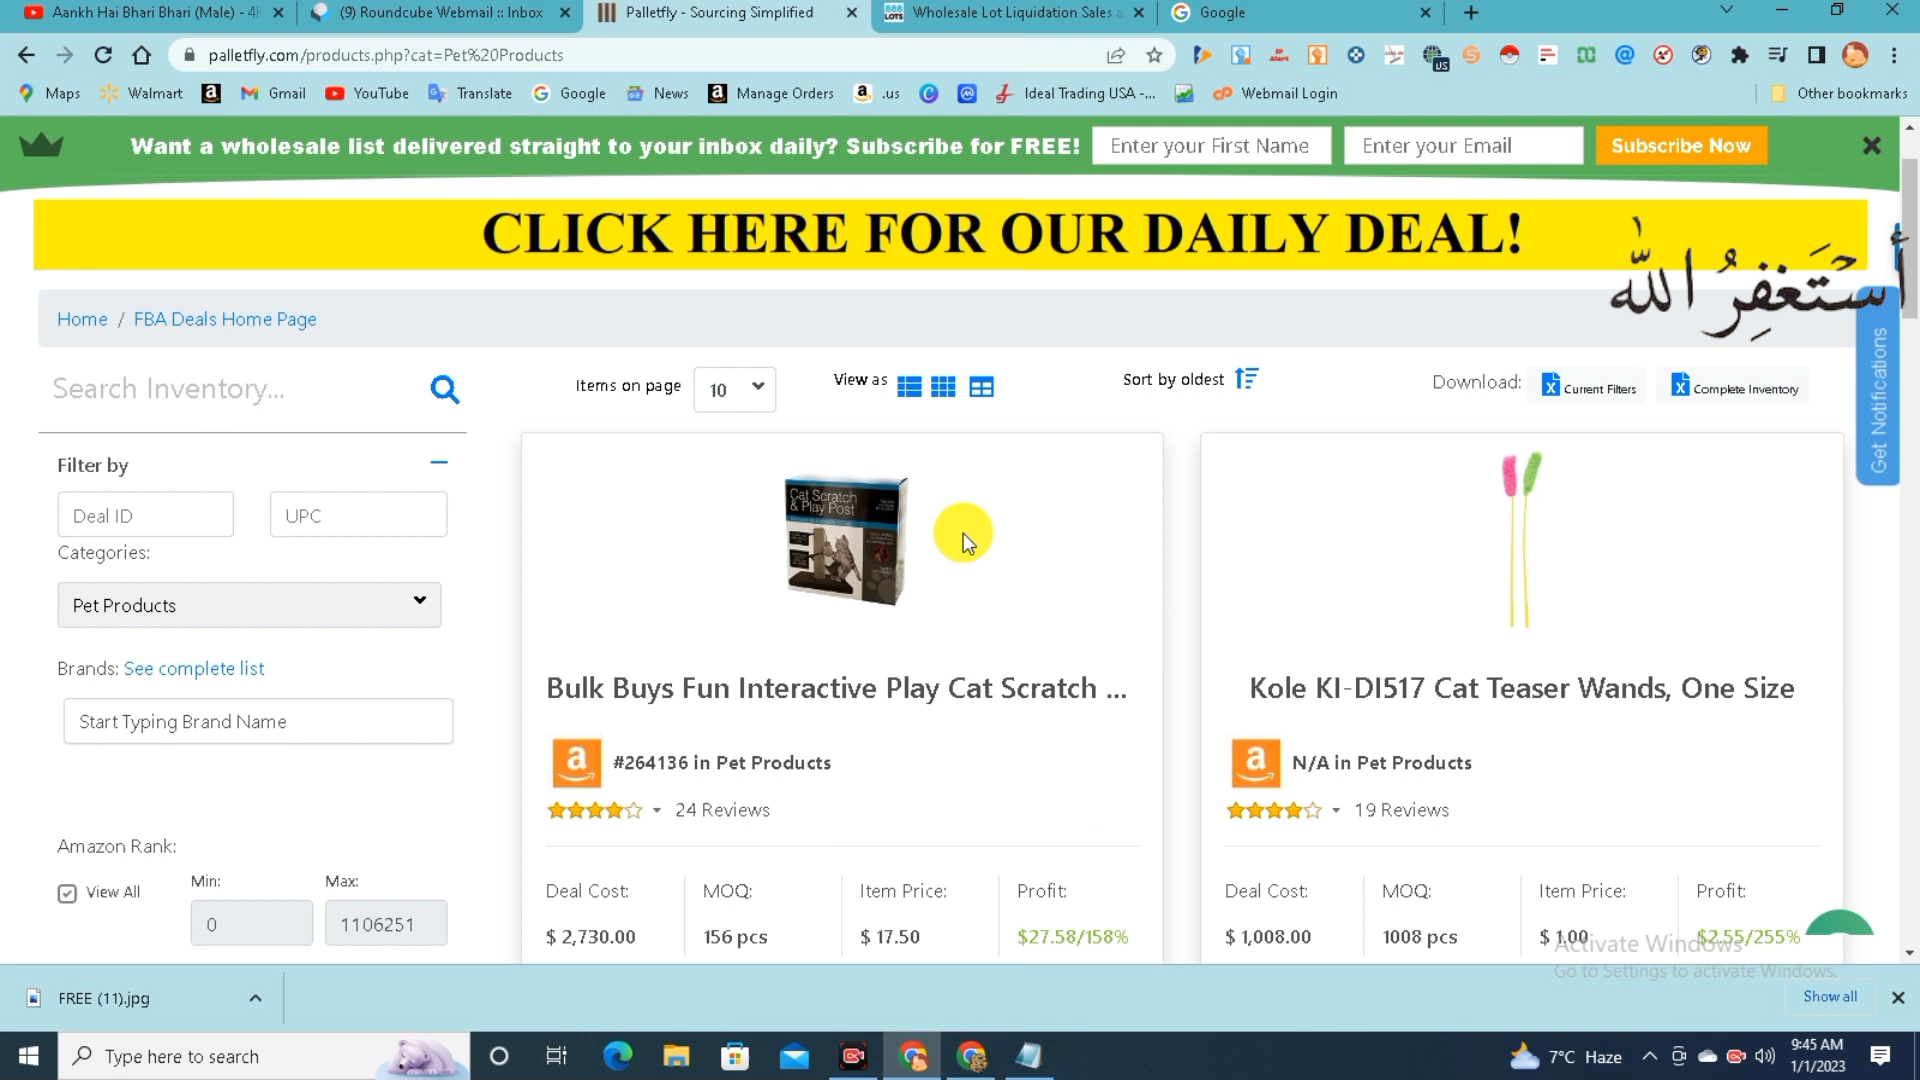 Aankh Hai Bhari Bhari (Male) - 4
(9) Roundcube Webmail :: Inbox
Palletfly - Sourcing Simplified
Wholesale Lot Liquidation Sales
Google
palletfly.com/products.php?cat=Pet%20Products
Maps
Walmart
Gmail
YouTube
Translate
Google
News
Manage Orders
.us
Ideal Trading USA -...
Webmail Login
Other bookmarks
Want a wholesale list delivered straight to your inbox daily? Subscribe for FREE!
Enter your First Name
Enter your Email
Subscribe Now
CLICK HERE FOR OUR DAILY DEAL!
أَسْتَغْفِرُ اللّٰه
Home / FBA Deals Home Page
Get Notifications
Search Inventory...
Items on page
10
View as
Sort by oldest
Download:
Current Filters
Complete Inventory
Filter by
Deal ID
UPC
Categories:
Pet Products
Brands: See complete list
Start Typing Brand Name
Amazon Rank:
View All
Min:
0
Max:
1106251
Cat Scratch
& Play Post
Bulk Buys Fun Interactive Play Cat Scratch ...
#264136 in Pet Products
24 Reviews
Deal Cost:
$ 2,730.00
MOQ:
156 pcs
Item Price:
$ 17.50
Profit:
$27.58/158%
Kole KI-DI517 Cat Teaser Wands, One Size
N/A in Pet Products
19 Reviews
Deal Cost:
$ 1,008.00
MOQ:
1008 pcs
Item Price:
$ 1.00
Profit:
$2.55/255%
Activate Windows
Go to Settings to activate Windows.
FREE (11).jpg
Show all
Type here to search
7°C Haze
9:45 AM
1/1/2023